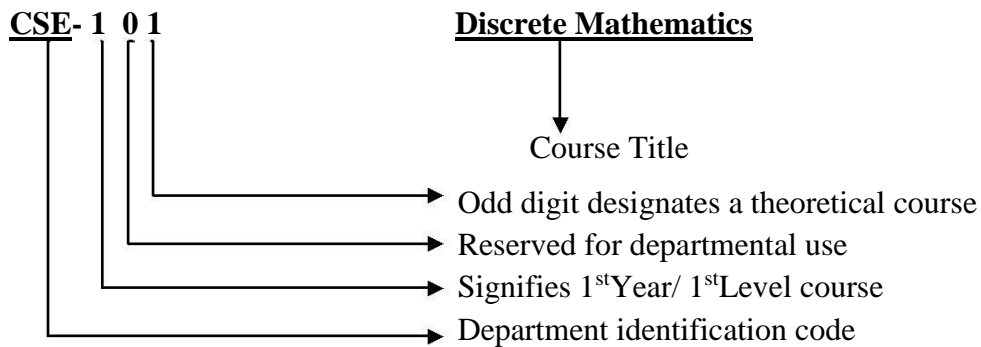 CSE- 1 0 1 Discrete Mathematics
Course Title
Odd digit designates a theoretical course
Reserved for departmental use
Signifies 1stYear/ 1stLevel course
Department identification code